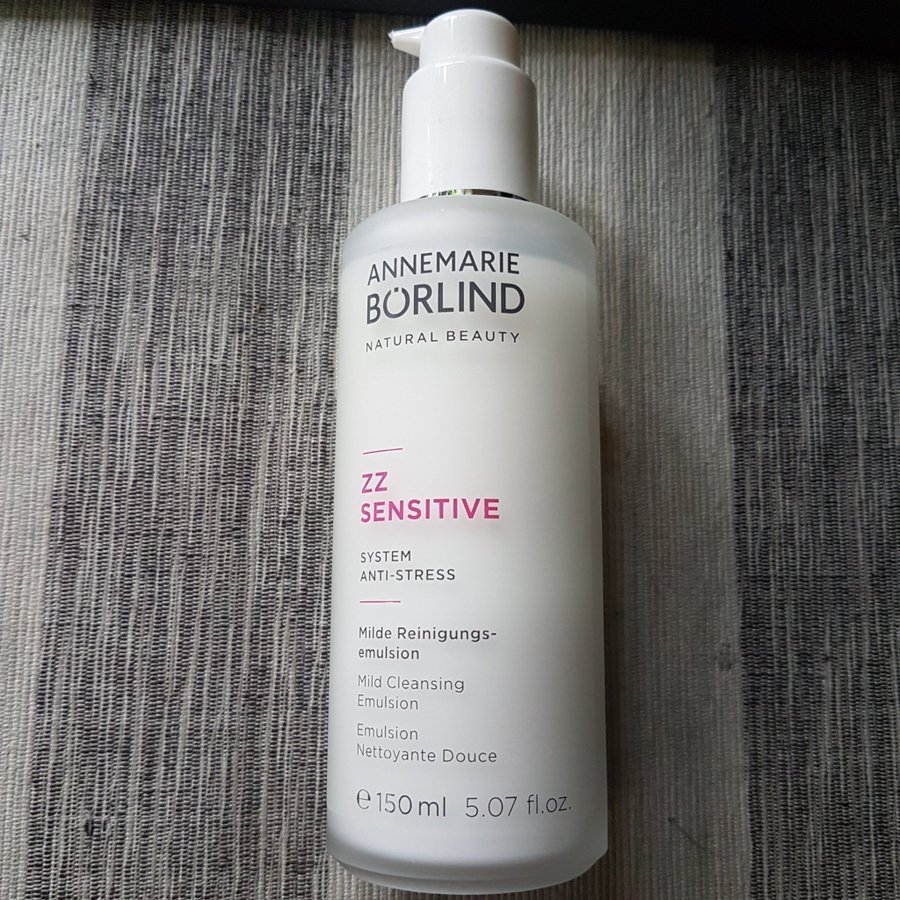 ANNEMARIE
BÖRLIND
NATURAL BEAUTY
ZZ
SENSITIVE
SYSTEM
ANTI-STRESS
Milde Reinigungs-
emulsion
Mild Cleansing
Emulsion
Emulsion
Nettoyante Douce
℮ 150 ml 5.07 fl.oz.